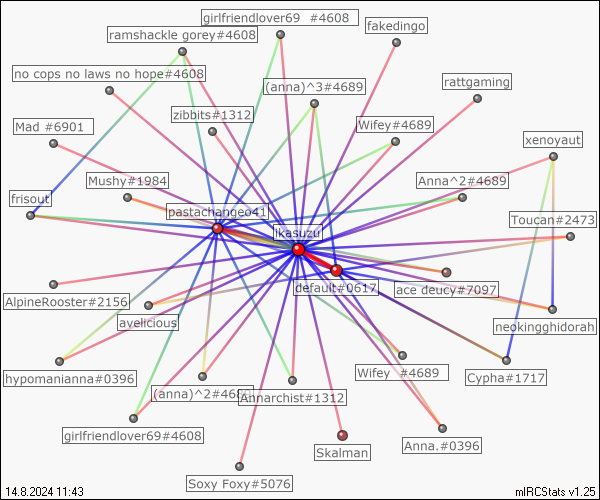 girlfriendlover69 #4608
ramshackle gorey#4608
fakedingo
no cops no laws no hope#4608
(anna)^3#4689
rattgaming
zibbits#1312
Mad #6901
Wifey#4689
xenoyaut
Mushy#1984
Anna^2#4689
frisout
pastachangeo41
Toucan#2473
ikasuzu
default#0617
ace deucy#7097
AlpineRooster#2156
avelicious
neokingghidorah
hypomanianna#0396
Wifey #4689
Cypha#1717
(anna)^2#4689
Annarchist#1312
girlfriendlover69#4608
Skalman
Anna.#0396
Soxy Foxy#5076
14.8.2024 11:43
mIRCStats v1.25